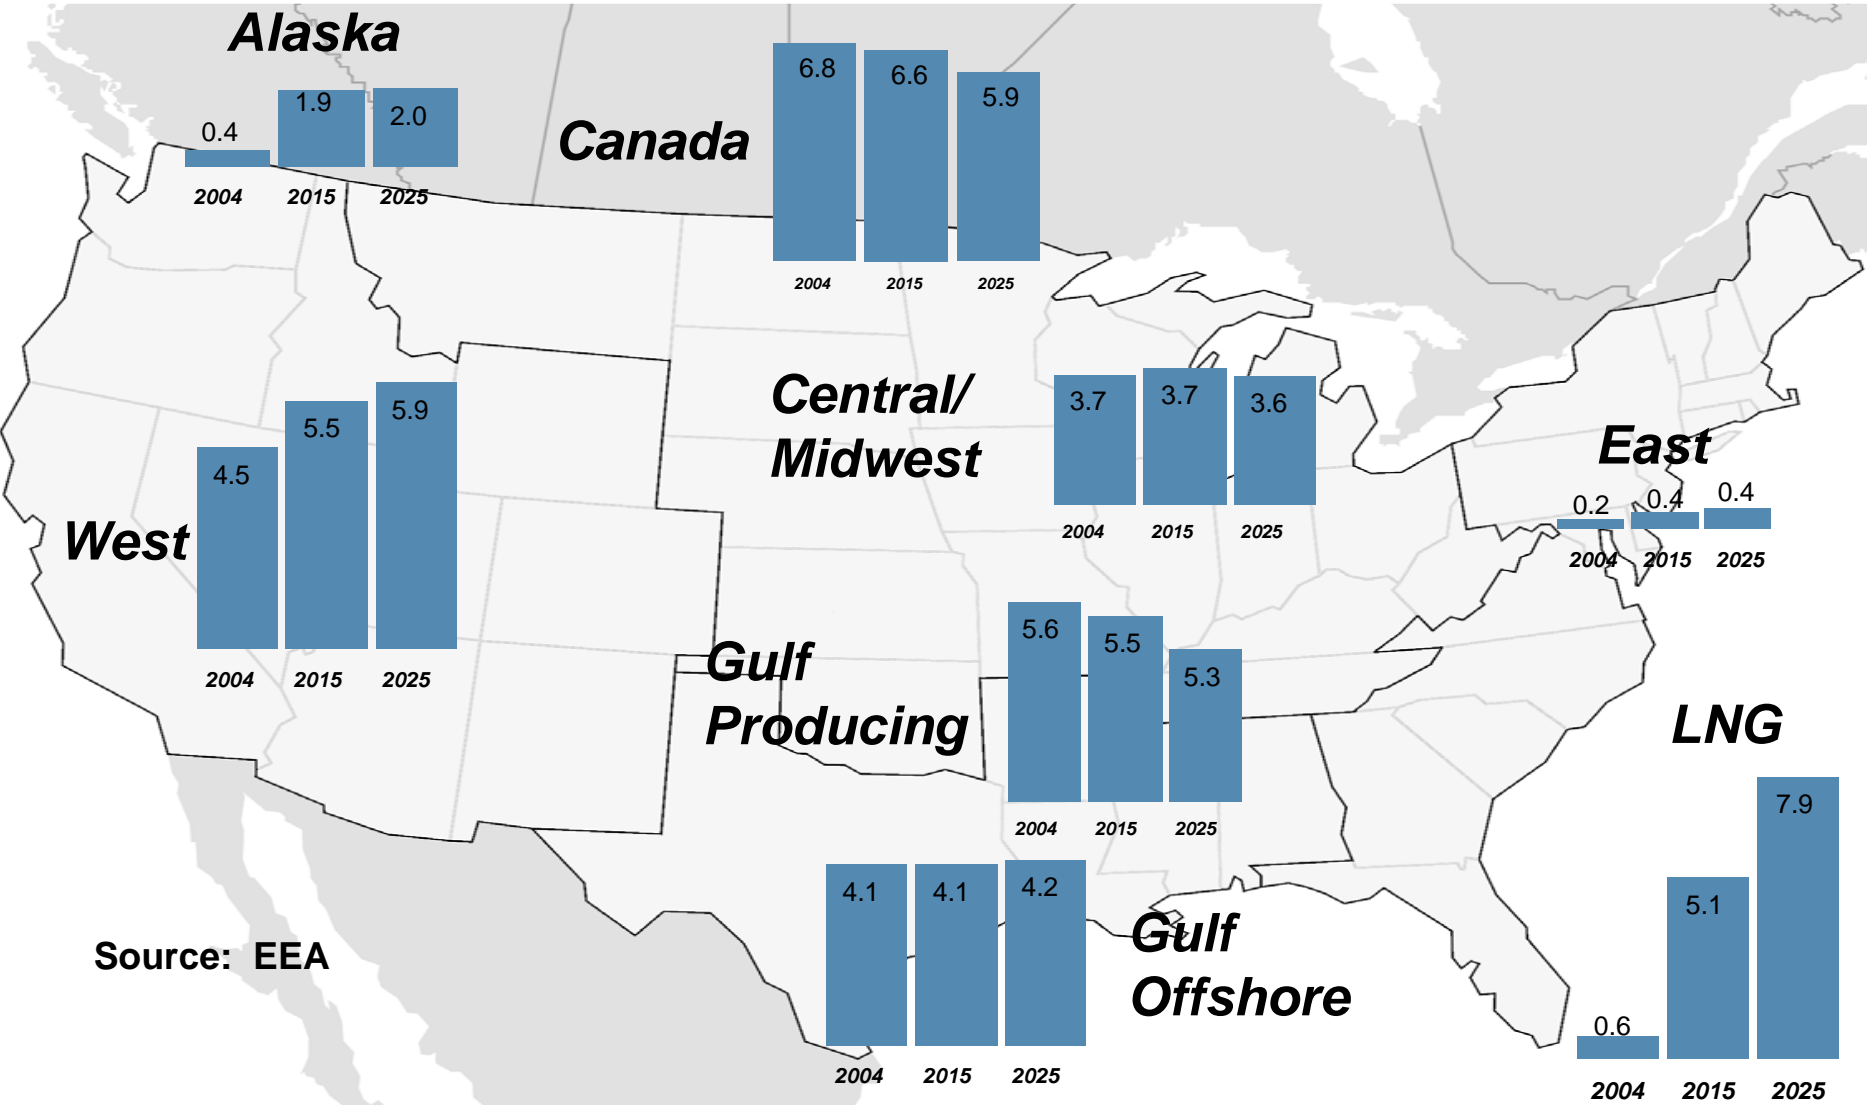 Alaska
0.4
1.9
2.0
2004 2015 2025
Canada
6.8
6.6
5.9
2004 2015 2025
West
4.5
5.5
5.9
2004 2015 2025
Central/
Midwest
3.7
3.7
3.6
2004 2015 2025
East
0.2
0.4
0.4
2004 2015 2025
Gulf
Producing
5.6
5.5
5.3
2004 2015 2025
Gulf
Offshore
4.1
4.1
4.2
2004 2015 2025
LNG
0.6
5.1
7.9
2004 2015 2025
Source: EEA